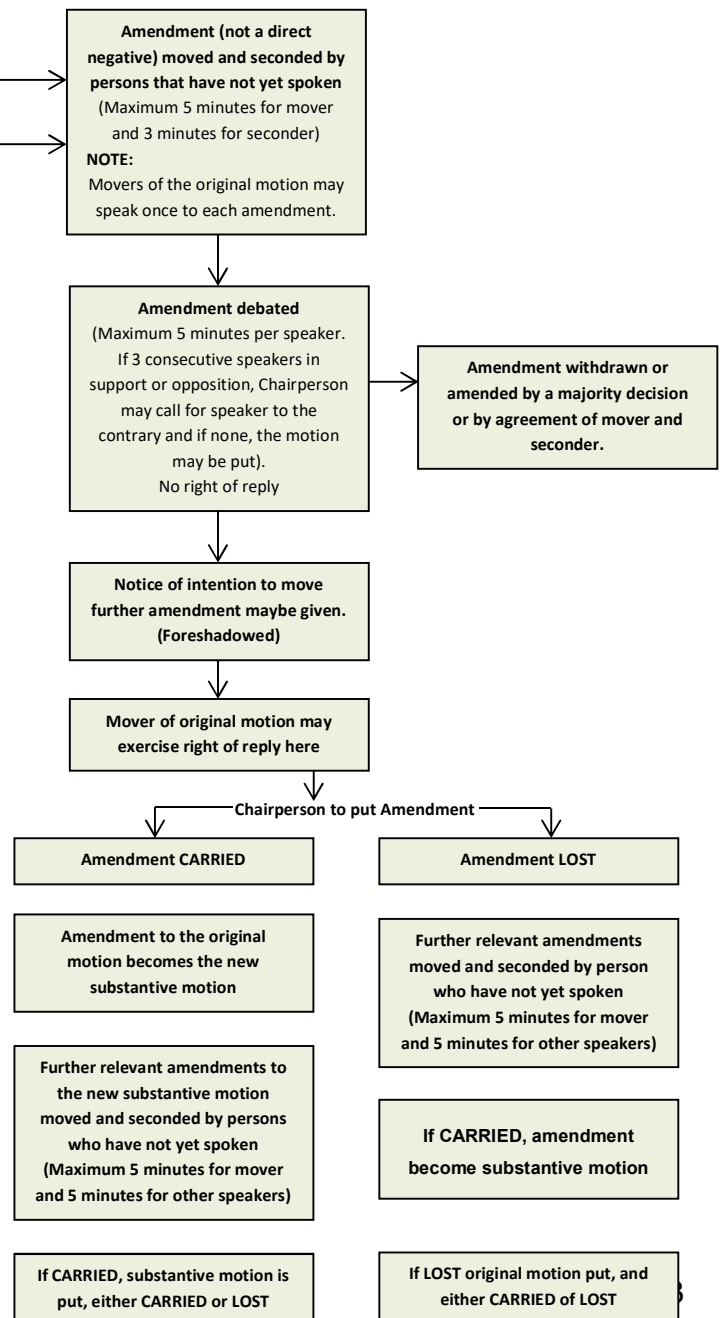 Amendment (not a direct
negative) moved and seconded by
persons that have not yet spoken
(Maximum 5 minutes for mover
and 3 minutes for seconder)
NOTE:
Movers of the original motion may
speak once to each amendment.
Amendment debated
(Maximum 5 minutes per speaker.
If 3 consecutive speakers in
support or opposition, Chairperson
may call for speaker to the
contrary and if none, the motion
may be put).
No right of reply
Amendment withdrawn or
amended by a majority decision
or by agreement of mover and
seconder.
Notice of intention to move
further amendment maybe given.
(Foreshadowed)
Mover of original motion may
exercise right of reply here
Chairperson to put Amendment
Amendment CARRIED
Amendment to the original
motion becomes the new
substantive motion
Further relevant amendments to
the new substantive motion
moved and seconded by persons
who have not yet spoken
(Maximum 5 minutes for mover
and 5 minutes for other speakers)
If CARRIED, substantive motion is
put, either CARRIED or LOST
Amendment LOST
Further relevant amendments
moved and seconded by person
who have not yet spoken
(Maximum 5 minutes for mover
and 5 minutes for other speakers)
If CARRIED, amendment
become substantive motion
If LOST original motion put, and
either CARRIED of LOST